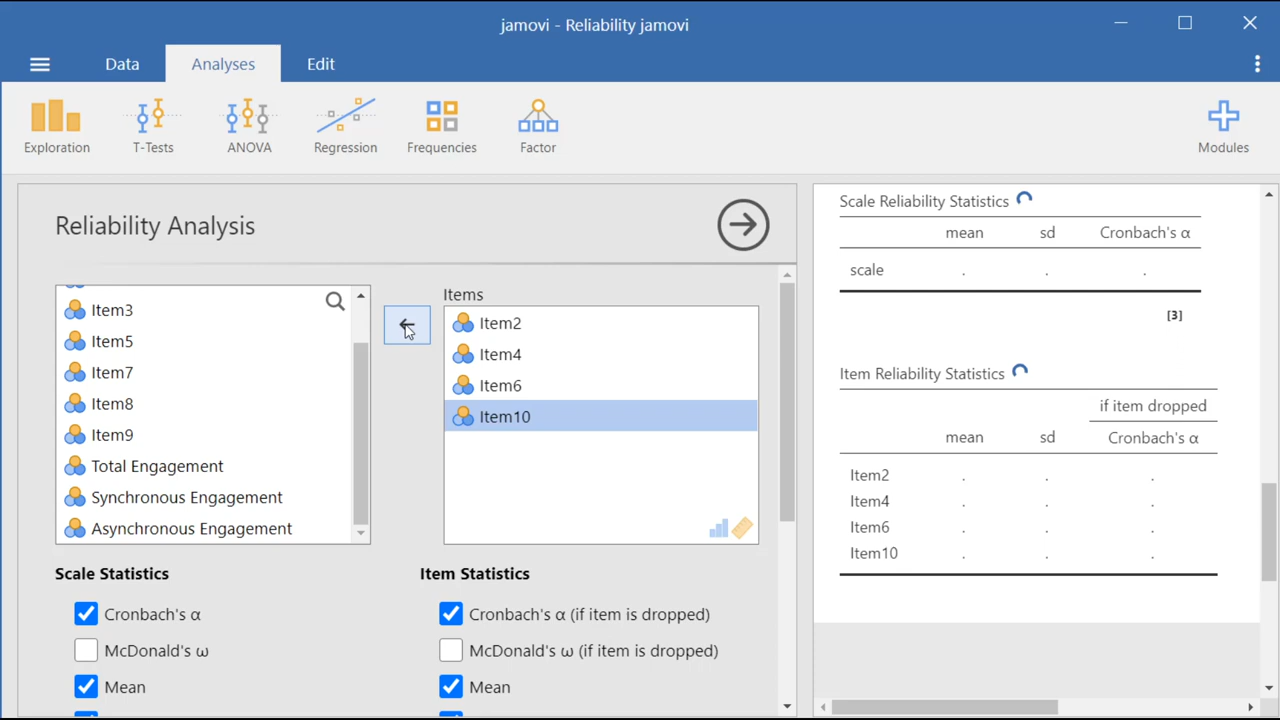 jamovi - Reliability jamovi
Data
Analyses
Edit
Exploration
T-Tests
ANOVA
Regression
Frequencies
Factor
Modules
Reliability Analysis
Item3
Item5
Item7
Item8
Item9
Total Engagement
Synchronous Engagement
Asynchronous Engagement
Items
Item2
Item4
Item6
Item10
Scale Statistics
Cronbach's α
McDonald's ω
Mean
Item Statistics
Cronbach's α (if item is dropped)
McDonald's ω (if item is dropped)
Mean
Scale Reliability Statistics
mean sd Cronbach's α
scale . . .
[3]
Item Reliability Statistics
if item dropped
mean sd Cronbach's α
Item2 . . .
Item4 . . .
Item6 . . .
Item10 . . .